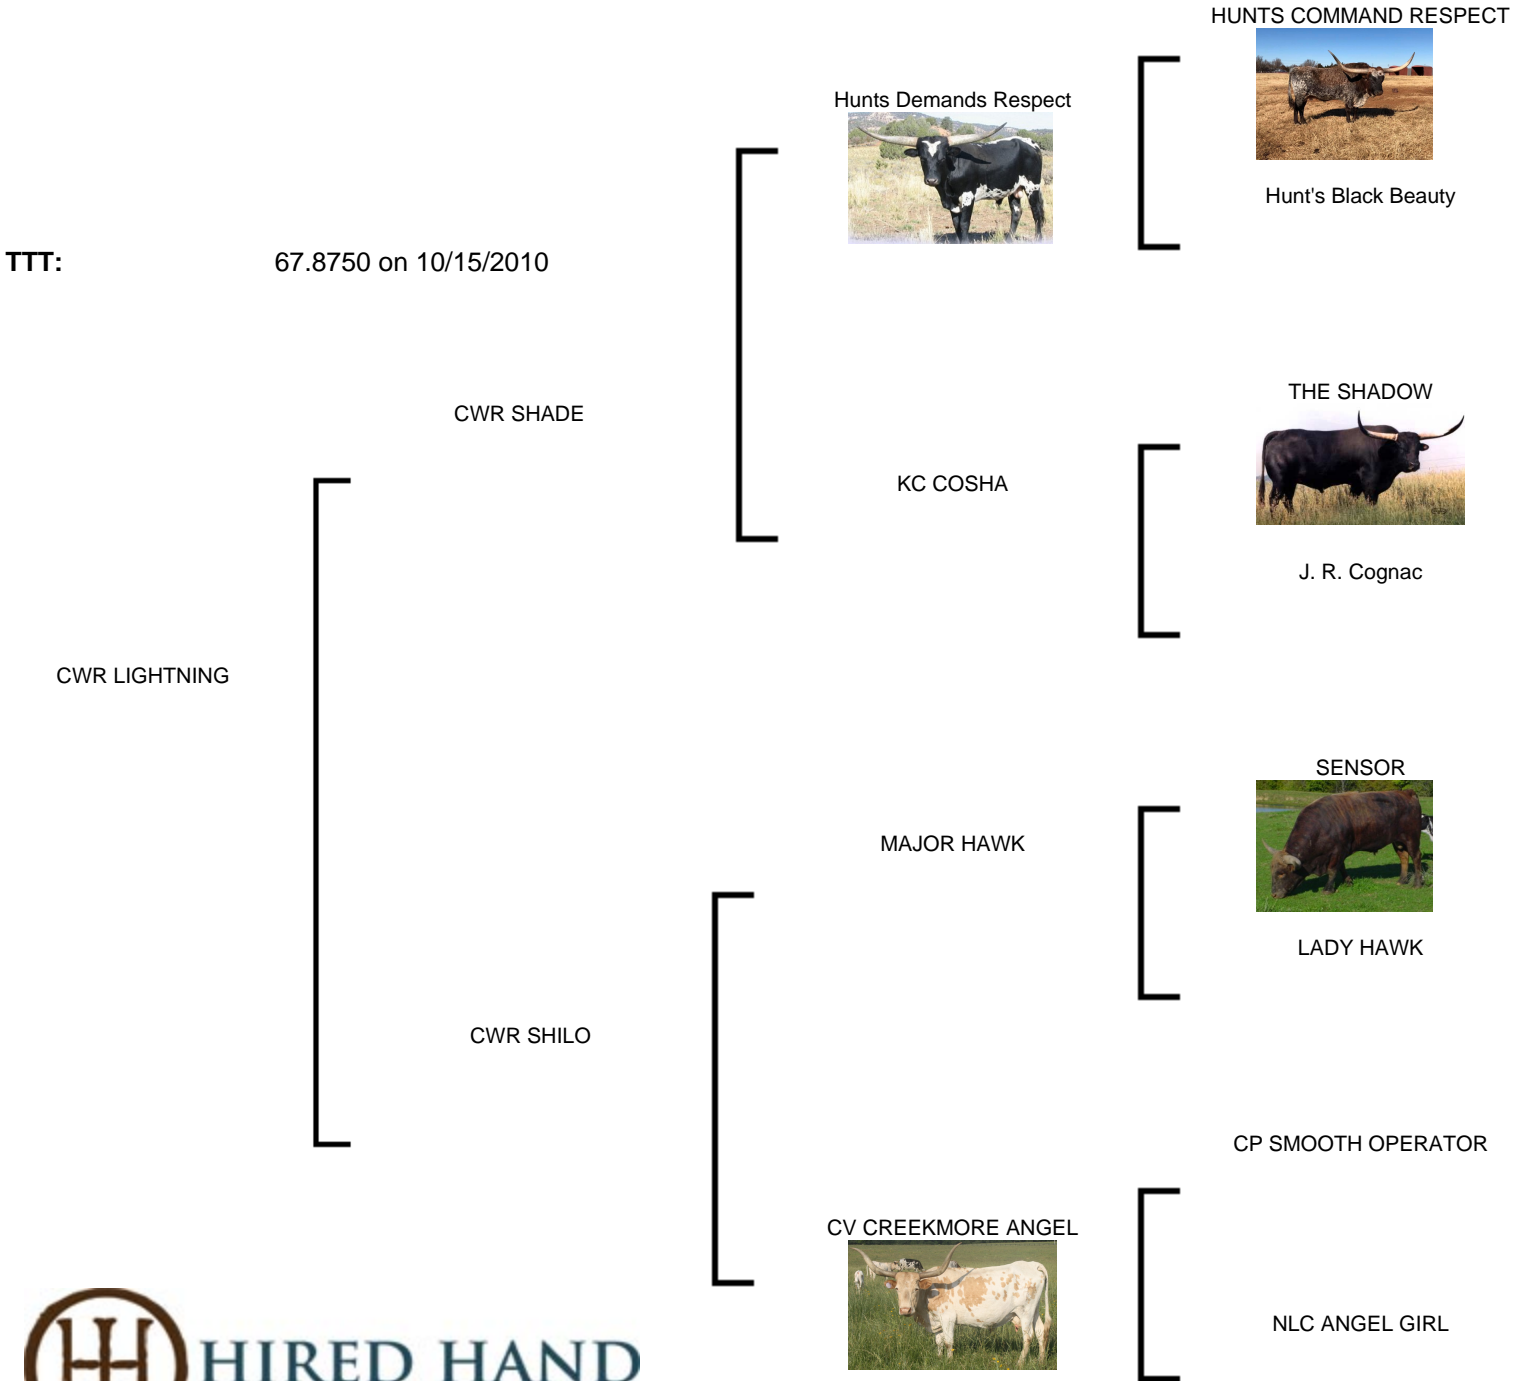 HUNTS COMMAND RESPECT
Hunts Demands Respect
Hunt's Black Beauty
TTT: 67.8750 on 10/15/2010
THE SHADOW
CWR SHADE
KC COSHA
J. R. Cognac
CWR LIGHTNING
SENSOR
MAJOR HAWK
LADY HAWK
CWR SHILO
CP SMOOTH OPERATOR
CV CREEKMORE ANGEL
NLC ANGEL GIRL
HIRED HAND